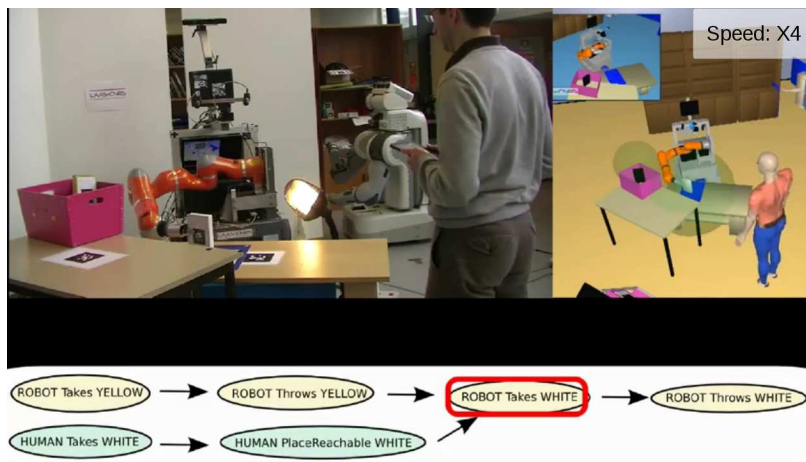 Speed: X4
ROBOT Takes YELLOW
ROBOT Throws YELLOW
ROBOT Takes WHITE
ROBOT Throws WHITE
HUMAN Takes WHITE
HUMAN PlaceReachable WHITE